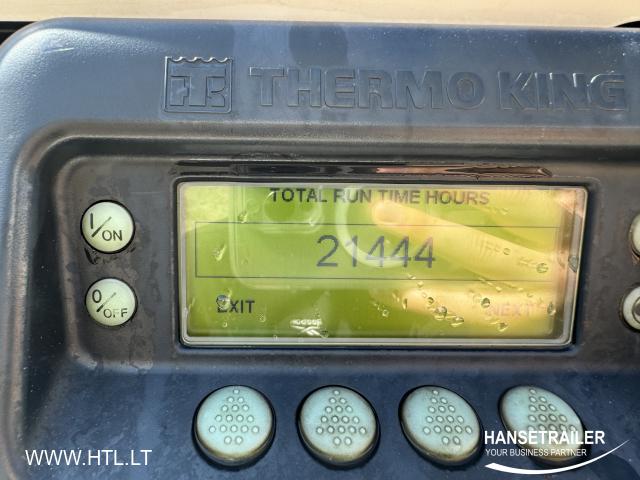 THERMO KING
TOTAL RUN TIME HOURS
21444
EXIT
NEXT
I/ON
0/OFF
WWW.HTL.LT
HANSETRAILER
YOUR BUSINESS PARTNER